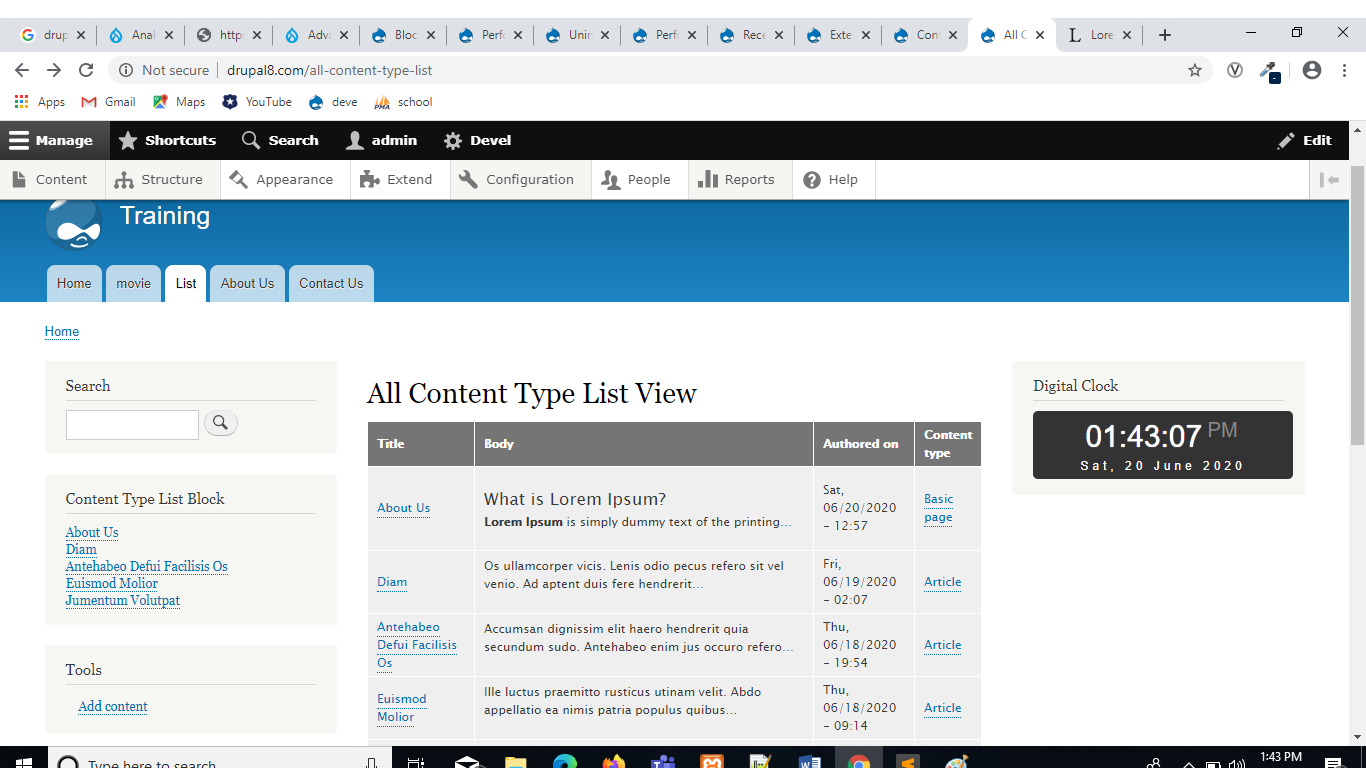 drup
Anal
http
Adva
Bloc
Perfo
Unin
Perfo
Rece
Exte
Con
All C
Lore
Not secure
drupal8.com/all-content-type-list
Apps
Gmail
Maps
YouTube
deve
school
Manage
Shortcuts
Search
admin
Devel
Edit
Content
Structure
Appearance
Extend
Configuration
People
Reports
Help
Training
Home
movie
List
About Us
Contact Us
Home
Search
Content Type List Block
About Us
Diam
Antehabeo Defui Facilisis Os
Euismod Molior
Jumentum Volutpat
Tools
Add content
All Content Type List View
Title
Body
Authored on
Content
type
About Us
What is Lorem Ipsum?
Lorem Ipsum is simply dummy text of the printing...
Sat,
06/20/2020
- 12:57
Basic
page
Diam
Os ullamcorper vicis. Lenis odio pecus refero sit vel
venio. Ad aptent duis fere hendrerit...
Fri,
06/19/2020
- 02:07
Article
Antehabeo
Defui Facilisis
Os
Accumsan dignissim elit haero hendrerit quia
secundum sudo. Antehabeo enim jus occuro refero...
Thu,
06/18/2020
- 19:54
Article
Euismod
Molior
Ille luctus praemitto rusticus utinam velit. Abdo
appellatio ea nimis patria populus quibus...
Thu,
06/18/2020
- 09:14
Article
Digital Clock
01:43:07 PM
Sat, 20 June 2020
Type here to search
1:43 PM